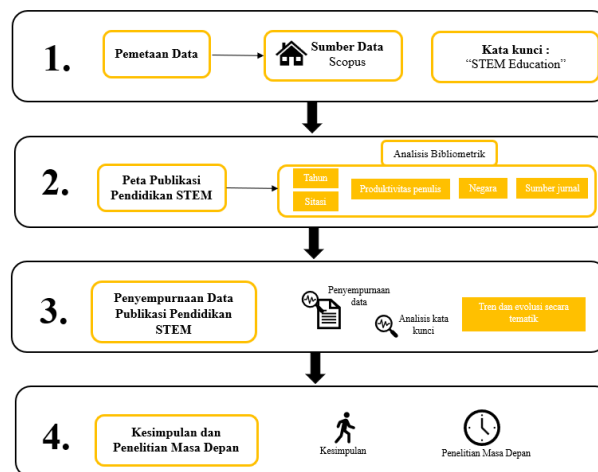 1.
Pemetaan Data
Sumber Data
Scopus
Kata kunci :
“STEM Education”
2.
Peta Publikasi
Pendidikan STEM
Analisis Bibliometrik
Tahun
Sitasi
Produktivitas penulis
Negara
Sumber jurnal
3.
Penyempurnaan Data
Publikasi Pendidikan
STEM
Penyempurnaan
data
Analisis kata
kunci
Tren dan evolusi secara
tematik
4.
Kesimpulan dan
Penelitian Masa Depan
Kesimpulan
Penelitian Masa Depan